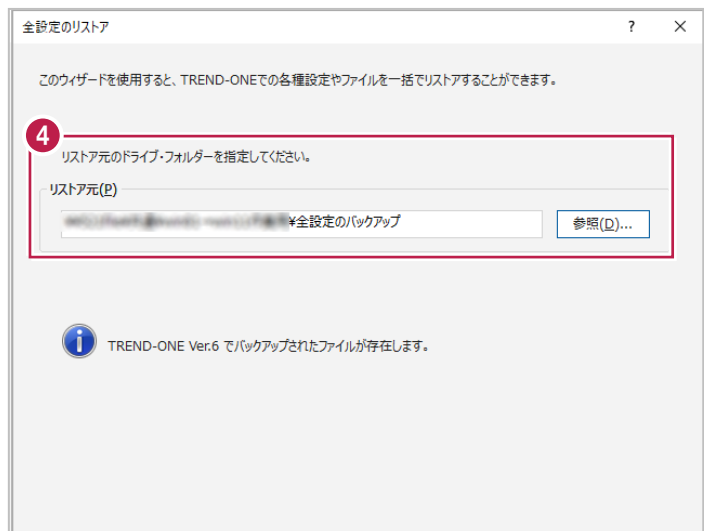 全設定のリストア ?
このウィザードを使用すると、TREND-ONEでの各種設定やファイルを一括でリストアすることができます。
4
リストア元のドライブ・フォルダーを指定してください。
リストア元(P)
¥全設定のバックアップ 参照(D)...
TREND-ONE Ver.6 でバックアップされたファイルが存在します。